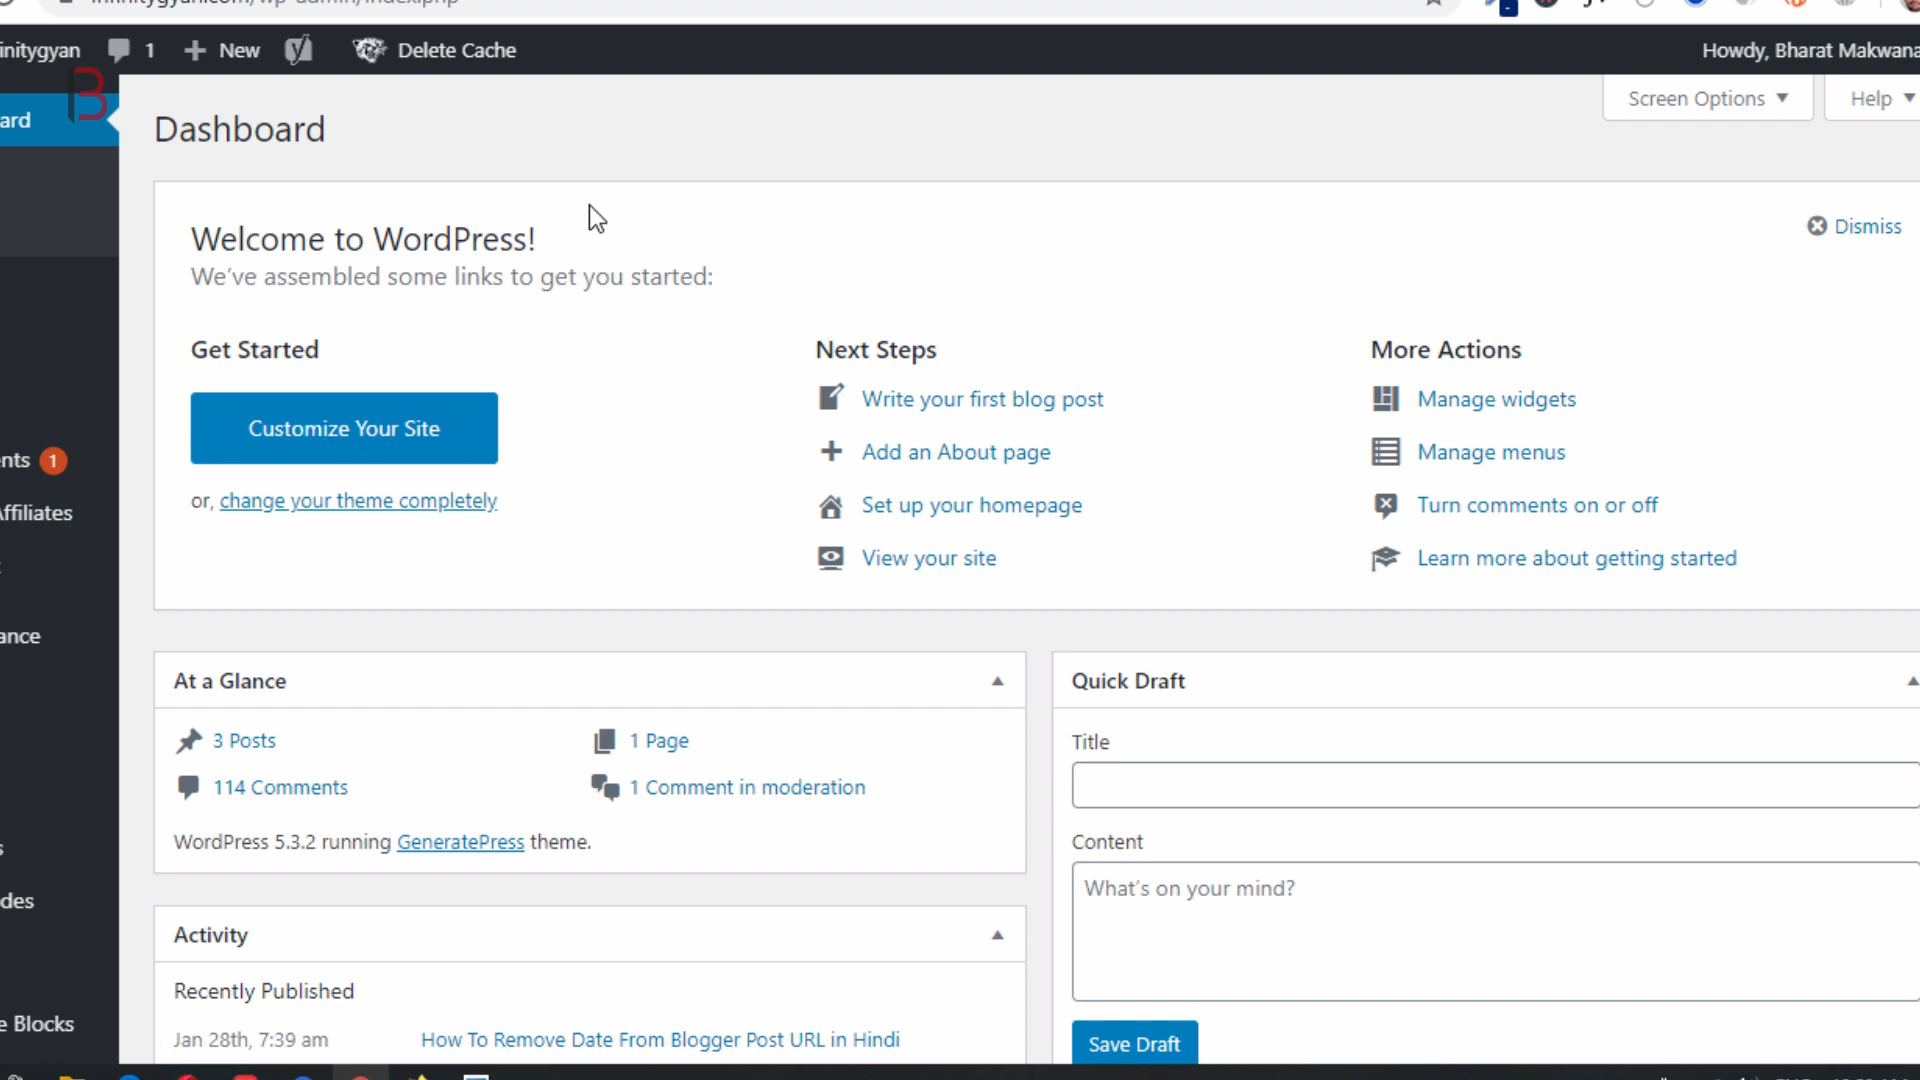 initygyan 1 New Delete Cache Howdy, Bharat Makwana
Screen Options Help
Dashboard
Welcome to WordPress!
Dismiss
We've assembled some links to get you started:
Get Started
Customize Your Site
or, change your theme completely
Next Steps
Write your first blog post
Add an About page
Set up your homepage
View your site
More Actions
Manage widgets
Manage menus
Turn comments on or off
Learn more about getting started
ard
nts 1
Affiliates
ance
des
e Blocks
At a Glance
3 Posts 1 Page
114 Comments 1 Comment in moderation
WordPress 5.3.2 running GeneratePress theme.
Activity
Recently Published
Jan 28th, 7:39 am How To Remove Date From Blogger Post URL in Hindi
Quick Draft
Title
Content
What's on your mind?
Save Draft